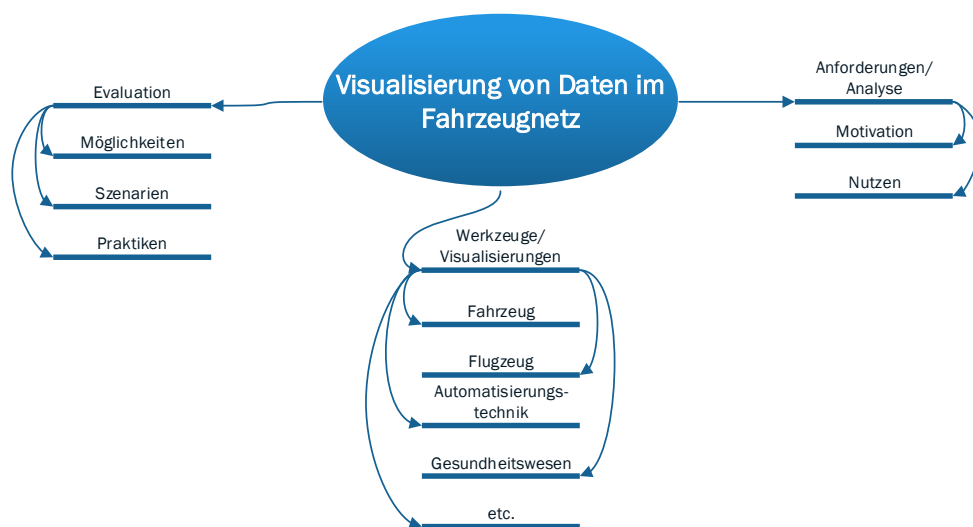 Visualisierung von Daten im
Fahrzeugnetz
Evaluation
Möglichkeiten
Szenarien
Praktiken
Anforderungen/
Analyse
Motivation
Nutzen
Werkzeuge/
Visualisierungen
Fahrzeug
Flugzeug
Automatisierungs-
technik
Gesundheitswesen
etc.